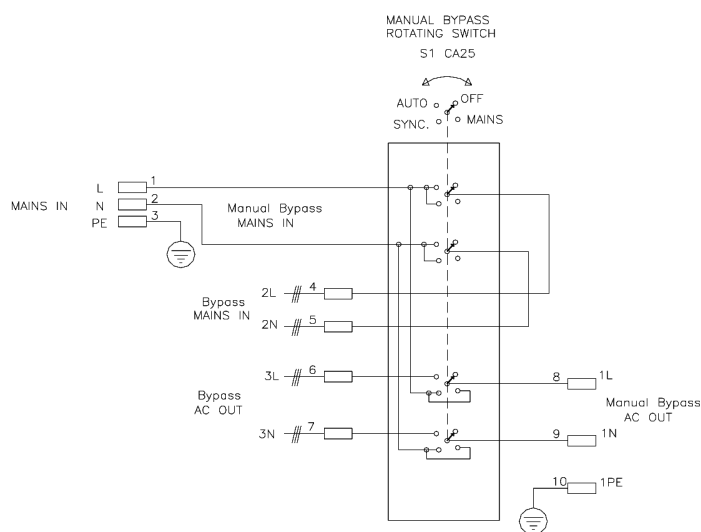 MANUAL BYPASS
ROTATING SWITCH
S1 CA25
AUTO
OFF
SYNC.
MAINS
MAINS IN
L
1
N
2
PE
3
Manual Bypass
MAINS IN
Bypass
MAINS IN
2L
4
2N
5
Bypass
AC OUT
3L
6
3N
7
8
1L
Manual Bypass
AC OUT
9
1N
10
1PE